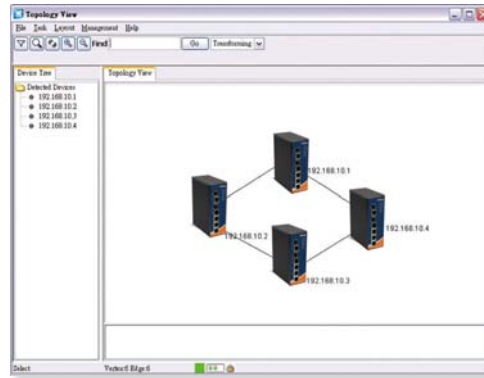 Topology View
File Task Layout Management Help
Find Go Transforming
Device Tree Topology View
Detected Devices
192.168.10.1
192.168.10.2
192.168.10.3
192.168.10.4
192.168.10.1
192.168.10.2
192.168.10.4
192.168.10.3
Select Vertex:0 Edge:0